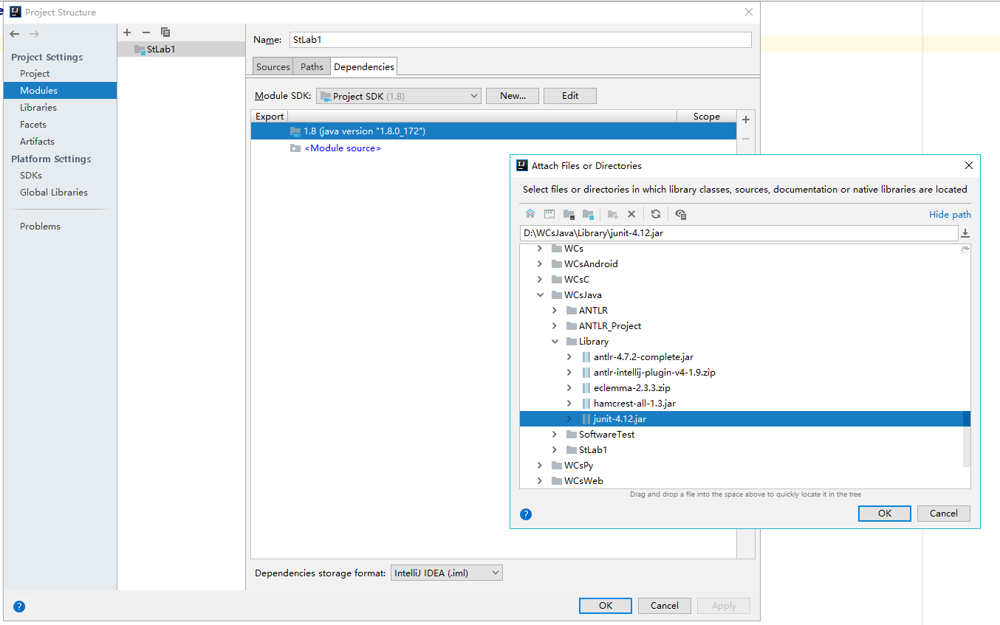 Project Structure
Project Settings
Project
Modules
Libraries
Facets
Artifacts
Platform Settings
SDKs
Global Libraries
Problems
StLab1
Name: StLab1
Sources Paths Dependencies
Module SDK: Project SDK (1.8) New... Edit
Export Scope
1.8 (java version "1.8.0_172")
<Module source>
Dependencies storage format: IntelliJ IDEA (.iml)
OK Cancel Apply
Attach Files or Directories
Select files or directories in which library classes, sources, documentation or native libraries are located
Hide path
D:\WCsJava\Library\junit-4.12.jar
WCs
WCsAndroid
WCsC
WCsJava
ANTLR
ANTLR_Project
Library
antlr-4.7.2-complete.jar
antlr-intellij-plugin-v4-1.9.zip
eclemma-2.3.3.zip
hamcrest-all-1.3.jar
junit-4.12.jar
SoftwareTest
StLab1
WCsPy
WCsWeb
Drag and drop a file into the space above to quickly locate it in the tree
OK Cancel